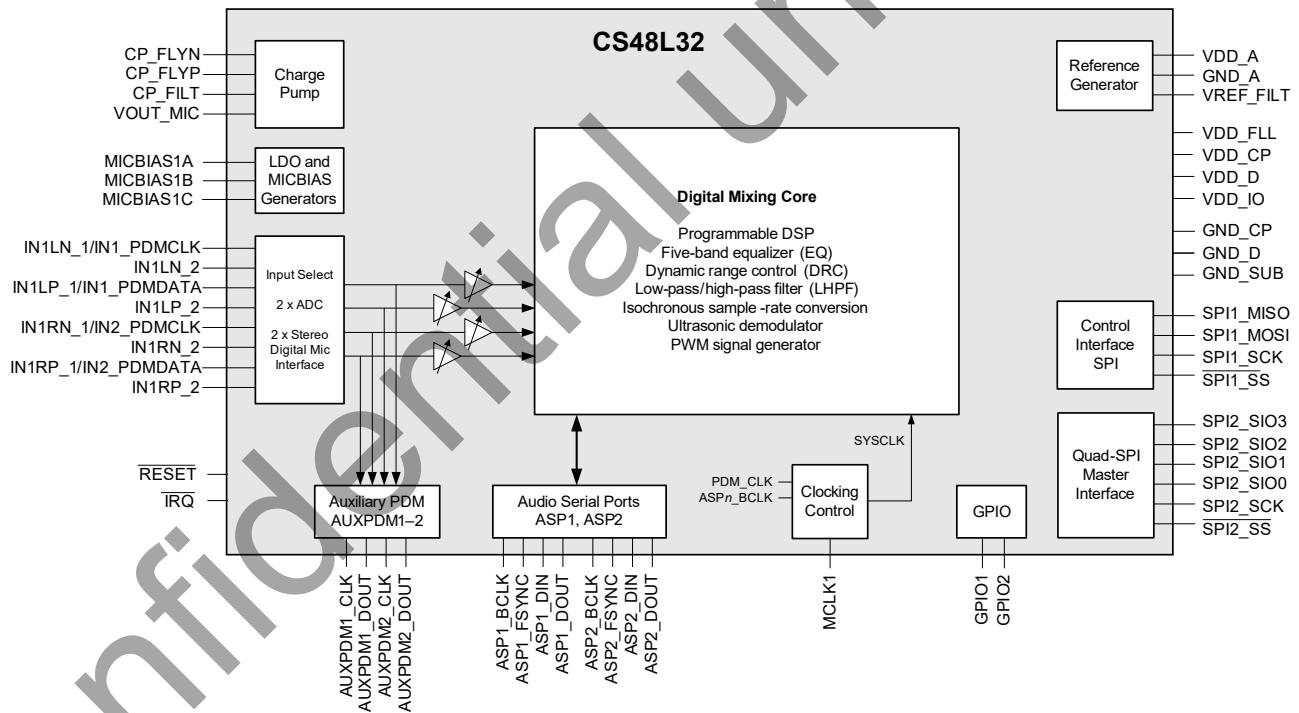 CS48L32
CP_FLYN
CP_FLYP
CP_FILT
VOUT_MIC
Charge
Pump
MICBIAS1A
MICBIAS1B
MICBIAS1C
LDO and
MICBIAS
Generators
IN1LN_1/IN1_PDMCLK
IN1LN_2
IN1LP_1/IN1_PDMDATA
IN1LP_2
IN1RN_1/IN2_PDMCLK
IN1RN_2
IN1RP_1/IN2_PDMDATA
IN1RP_2
Input Select
2 x ADC
2 x Stereo
Digital Mic
Interface
RESET
IRQ
Digital Mixing Core
Programmable DSP
Five-band equalizer (EQ)
Dynamic range control (DRC)
Low-pass/high-pass filter (LHPF)
Isochronous sample -rate conversion
Ultrasonic demodulator
PWM signal generator
Reference
Generator
VDD_A
GND_A
VREF_FILT
VDD_FLL
VDD_CP
VDD_D
VDD_IO
GND_CP
GND_D
GND_SUB
Control
Interface
SPI
SPI1_MISO
SPI1_MOSI
SPI1_SCK
SPI1_SS
Quad-SPI
Master
Interface
SPI2_SIO3
SPI2_SIO2
SPI2_SIO1
SPI2_SIO0
SPI2_SCK
SPI2_SS
Auxiliary PDM
AUXPDM1–2
AUXPDM1_CLK
AUXPDM1_DOUT
AUXPDM2_CLK
AUXPDM2_DOUT
Audio Serial Ports
ASP1, ASP2
ASP1_BCLK
ASP1_FSYNC
ASP1_DIN
ASP1_DOUT
ASP2_BCLK
ASP2_FSYNC
ASP2_DIN
ASP2_DOUT
SYSCLK
PDM_CLK
ASPn_BCLK
Clocking
Control
MCLK1
GPIO
GPIO1
GPIO2
nfidential un